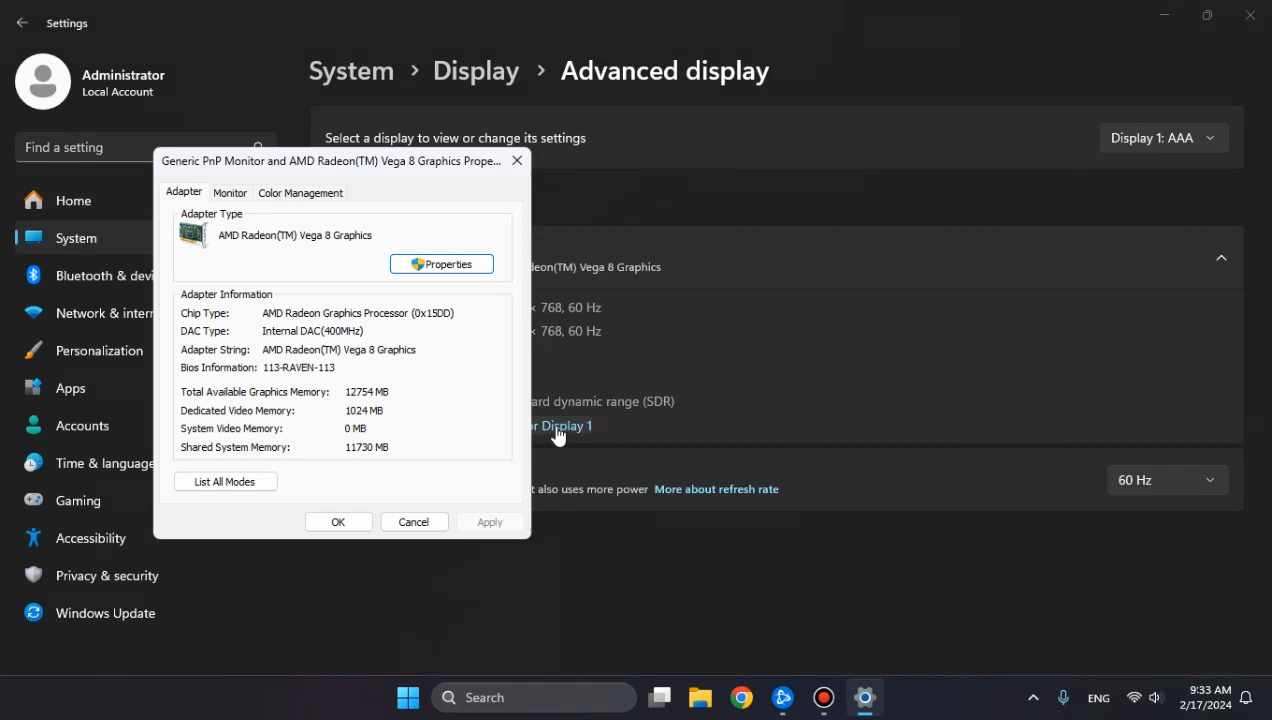 Settings
Administrator
Local Account
System > Display > Advanced display
Find a setting
Select a display to view or change its settings
Display 1: AAA
Home
System
Bluetooth & devi
Network & interr
Personalization
Apps
Accounts
Time & language
Gaming
Accessibility
Privacy & security
Windows Update
Generic PnP Monitor and AMD Radeon(TM) Vega 8 Graphics Prope...
Adapter Monitor Color Management
Adapter Type
AMD Radeon(TM) Vega 8 Graphics
Properties
Adapter Information
Chip Type: AMD Radeon Graphics Processor (0x15DD)
DAC Type: Internal DAC(400MHz)
Adapter String: AMD Radeon(TM) Vega 8 Graphics
Bios Information: 113-RAVEN-113
Total Available Graphics Memory: 12754 MB
Dedicated Video Memory: 1024 MB
System Video Memory: 0 MB
Shared System Memory: 11730 MB
List All Modes
OK Cancel Apply
deon(TM) Vega 8 Graphics
× 768, 60 Hz
× 768, 60 Hz
ard dynamic range (SDR)
or Display 1
t also uses more power More about refresh rate
60 Hz
Search
ENG
9:33 AM
2/17/2024